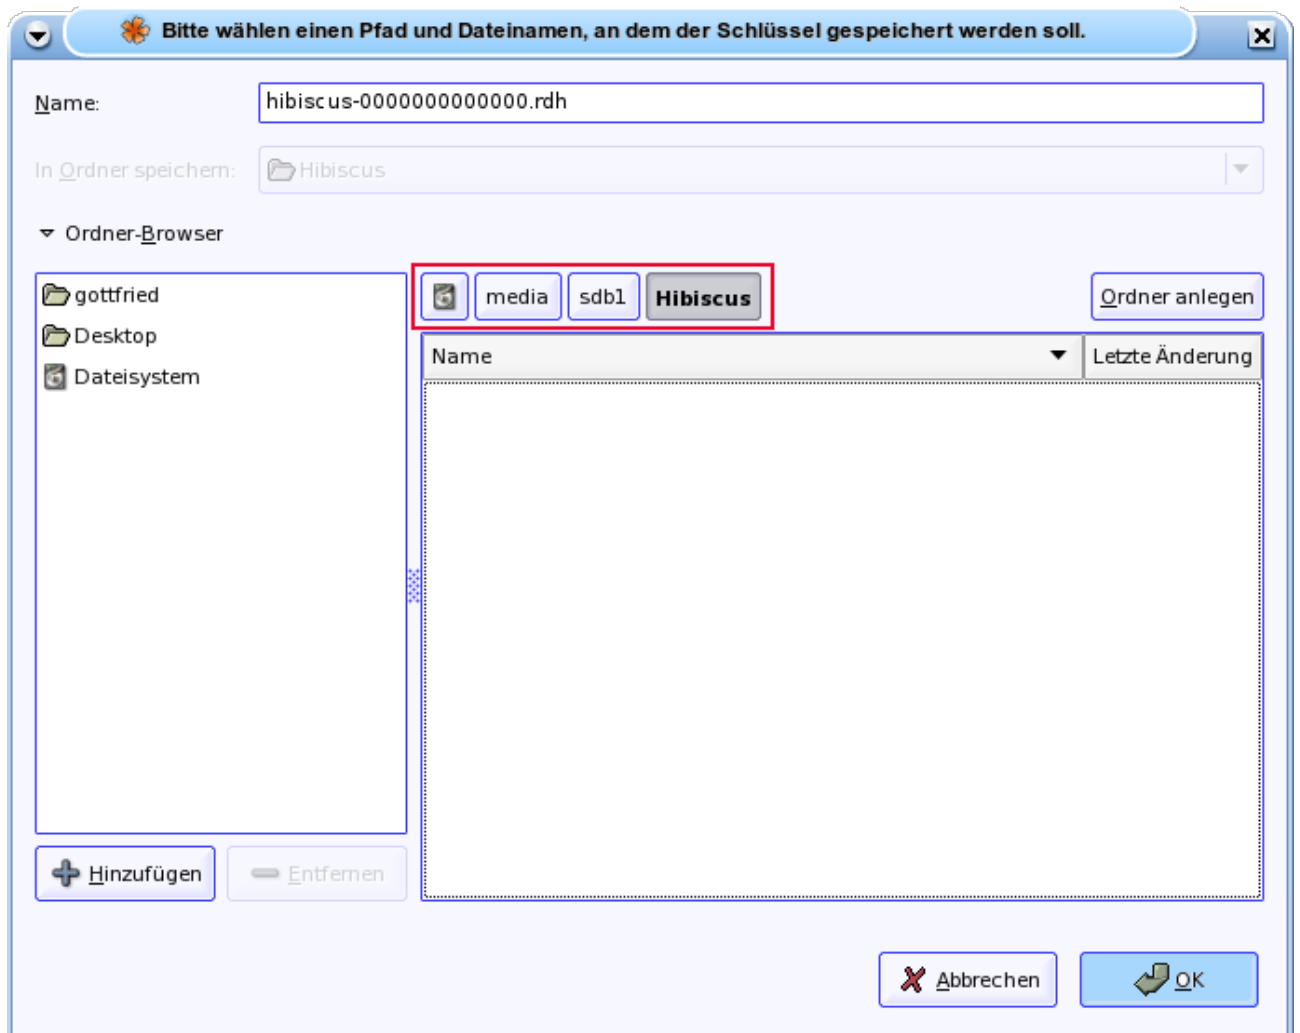 Bitte wählen einen Pfad und Dateinamen, an dem der Schlüssel gespeichert werden soll.
Name: hibiscus-0000000000000.rdh
In Ordner speichern: Hibiscus
Ordner-Browser
gottfried
Desktop
Dateisystem
media sdb1 Hibiscus
Ordner anlegen
Name Letzte Änderung
Hinzufügen Entfernen
Abbrechen OK